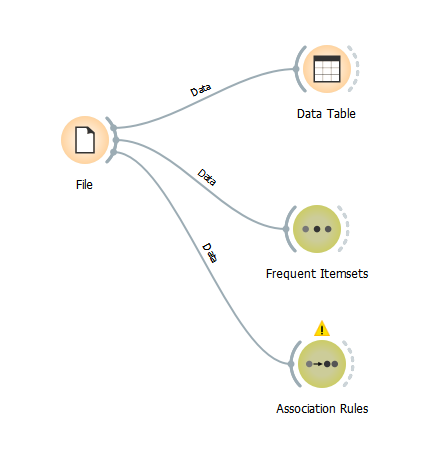 Data
Data Table
File
Data
Frequent Itemsets
Data
Association Rules